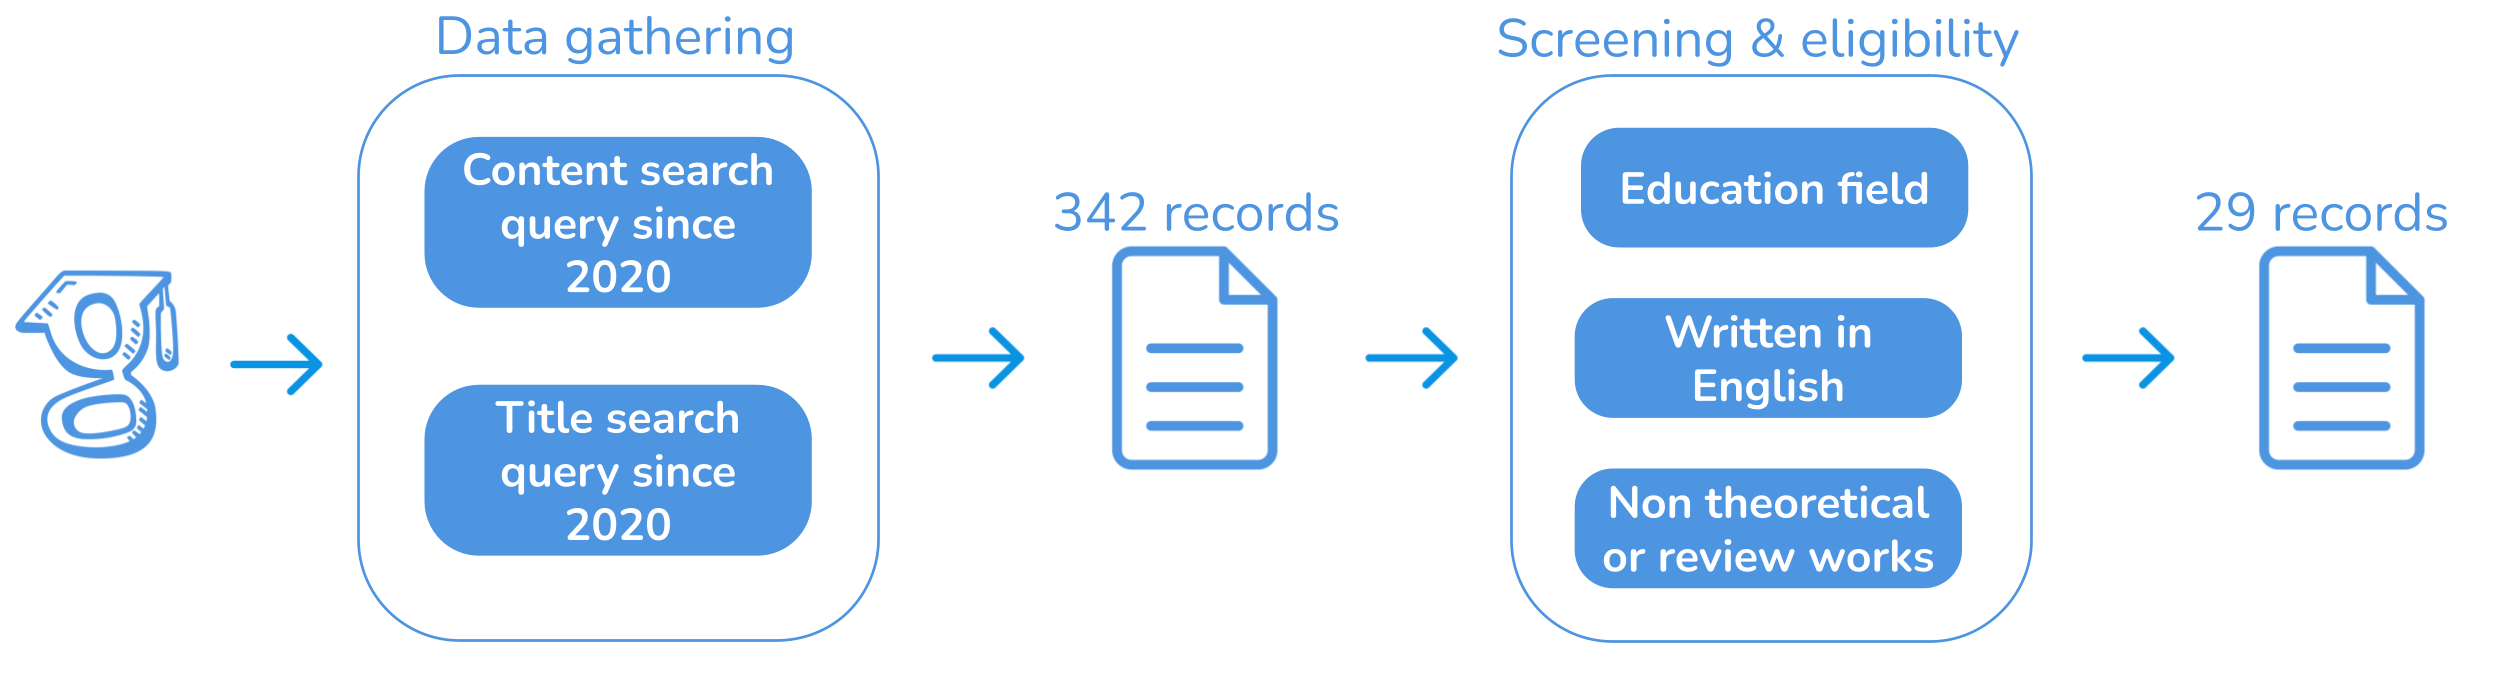 Data gathering
Content search
query since
2020
Title search
query since
2020
342 records
Screening & elegibility
Education field
Written in
English
Non theoretical
or review works
29 records